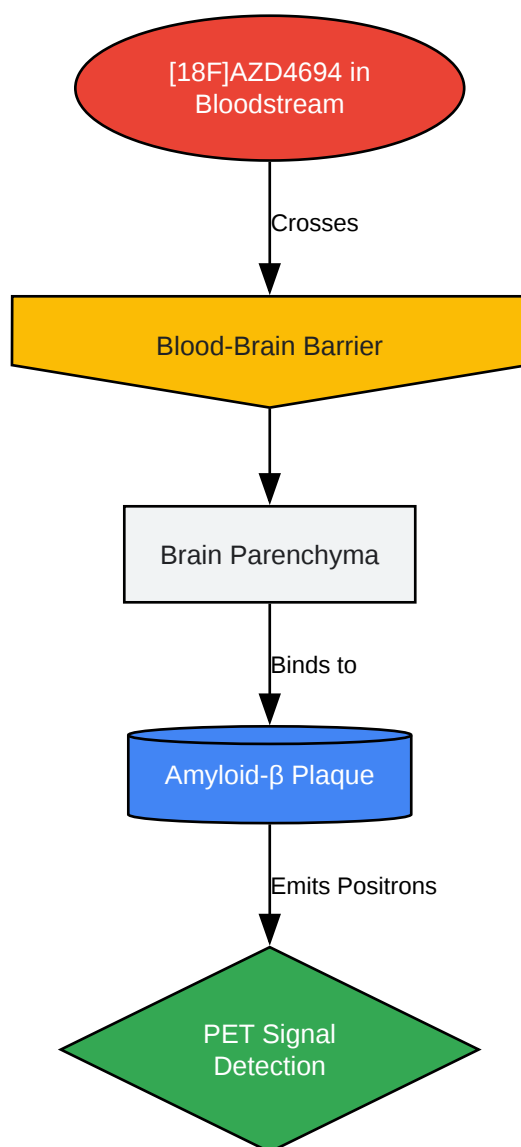 [18F]AZD4694 in
Bloodstream
Crosses
Blood-Brain Barrier
Brain Parenchyma
Binds to
Amyloid-β Plaque
Emits Positrons
PET Signal
Detection